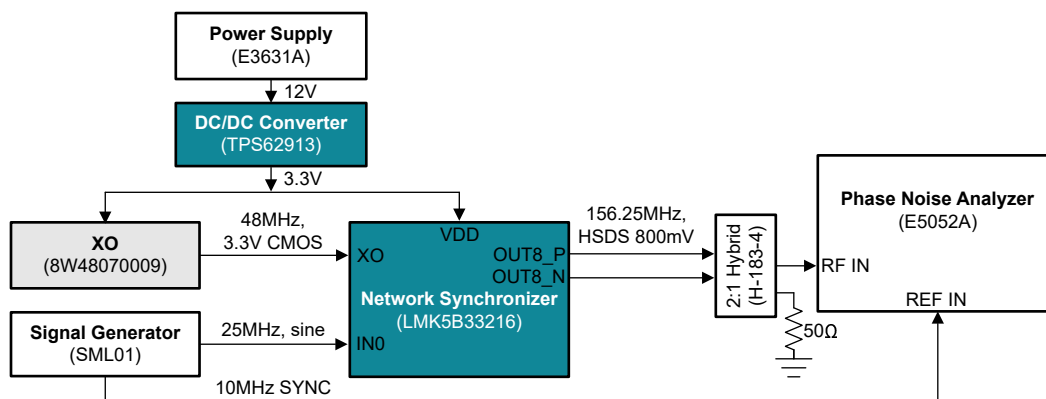 Power Supply
(E3631A)
12V
DC/DC Converter
(TPS62913)
3.3V
XO
(8W48070009)
48MHz,
3.3V CMOS
VDD
XO
OUT8_P
OUT8_N
Network Synchronizer
(LMK5B33216)
IN0
156.25MHz,
HSDS 800mV
2:1 Hybrid
(H-183-4)
50Ω
Phase Noise Analyzer
(E5052A)
RF IN
REF IN
Signal Generator
(SML01)
25MHz, sine
10MHz SYNC